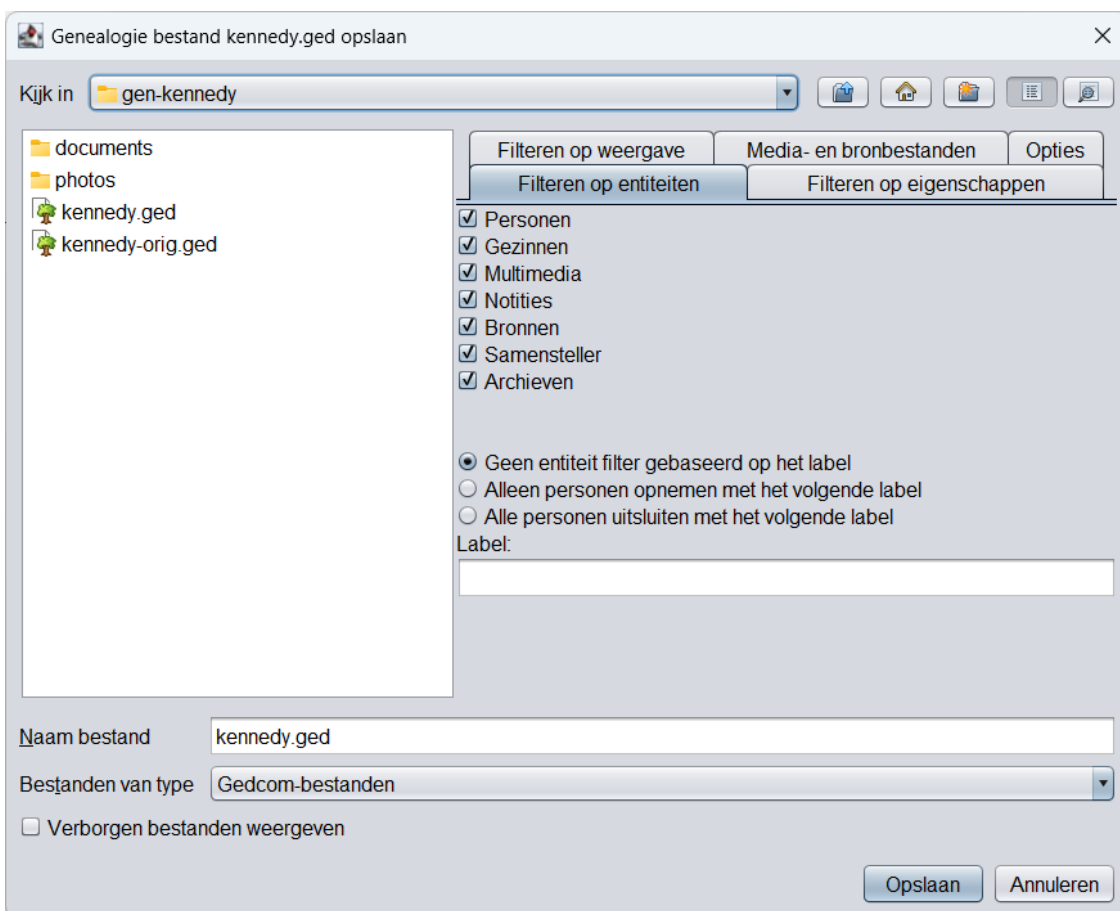 Genealogie bestand kennedy.ged opslaan
Kijk in gen-kennedy
documents
photos
kennedy.ged
kennedy-orig.ged
Filteren op weergave Media- en bronbestanden Opties
Filteren op entiteiten Filteren op eigenschappen
Personen
Gezinnen
Multimedia
Notities
Bronnen
Samensteller
Archieven
Geen entiteit filter gebaseerd op het label
Alleen personen opnemen met het volgende label
Alle personen uitsluiten met het volgende label
Label:
Naam bestand kennedy.ged
Bestanden van type Gedcom-bestanden
Verborgen bestanden weergeven
Opslaan Annuleren